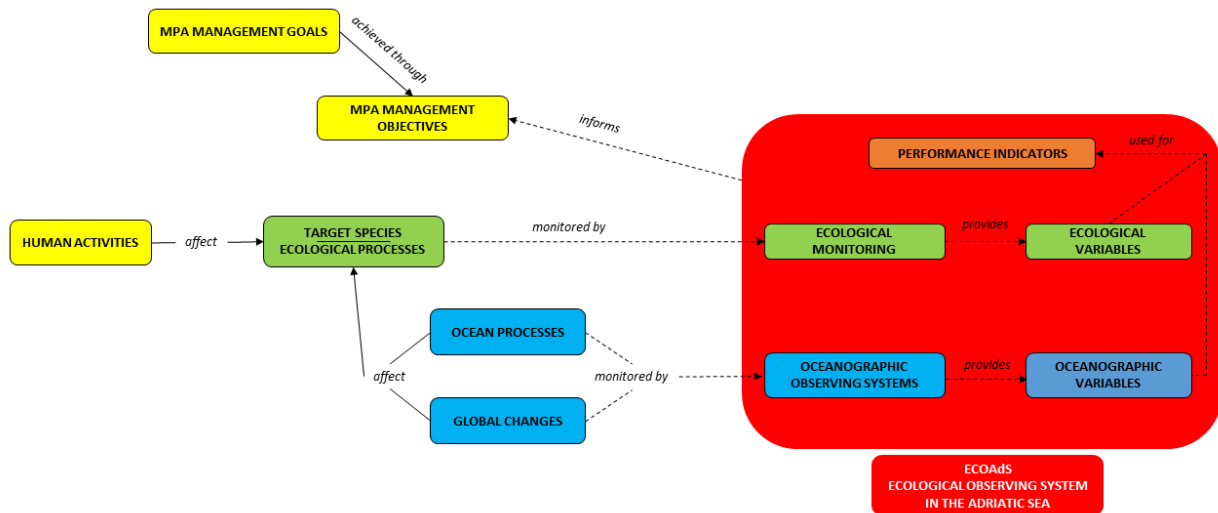 MPA MANAGEMENT GOALS
achieved through
MPA MANAGEMENT
OBJECTIVES
informs
used for
PERFORMANCE INDICATORS
HUMAN ACTIVITIES
affect
TARGET SPECIES
ECOLOGICAL PROCESSES
monitored by
ECOLOGICAL
MONITORING
provides
ECOLOGICAL
VARIABLES
OCEAN PROCESSES
affect
monitored by
GLOBAL CHANGES
OCEANOGRAPHIC
OBSERVING SYSTEMS
provides
OCEANOGRAPHIC
VARIABLES
ECOAdS
ECOLOGICAL OBSERVING SYSTEM
IN THE ADRIATIC SEA